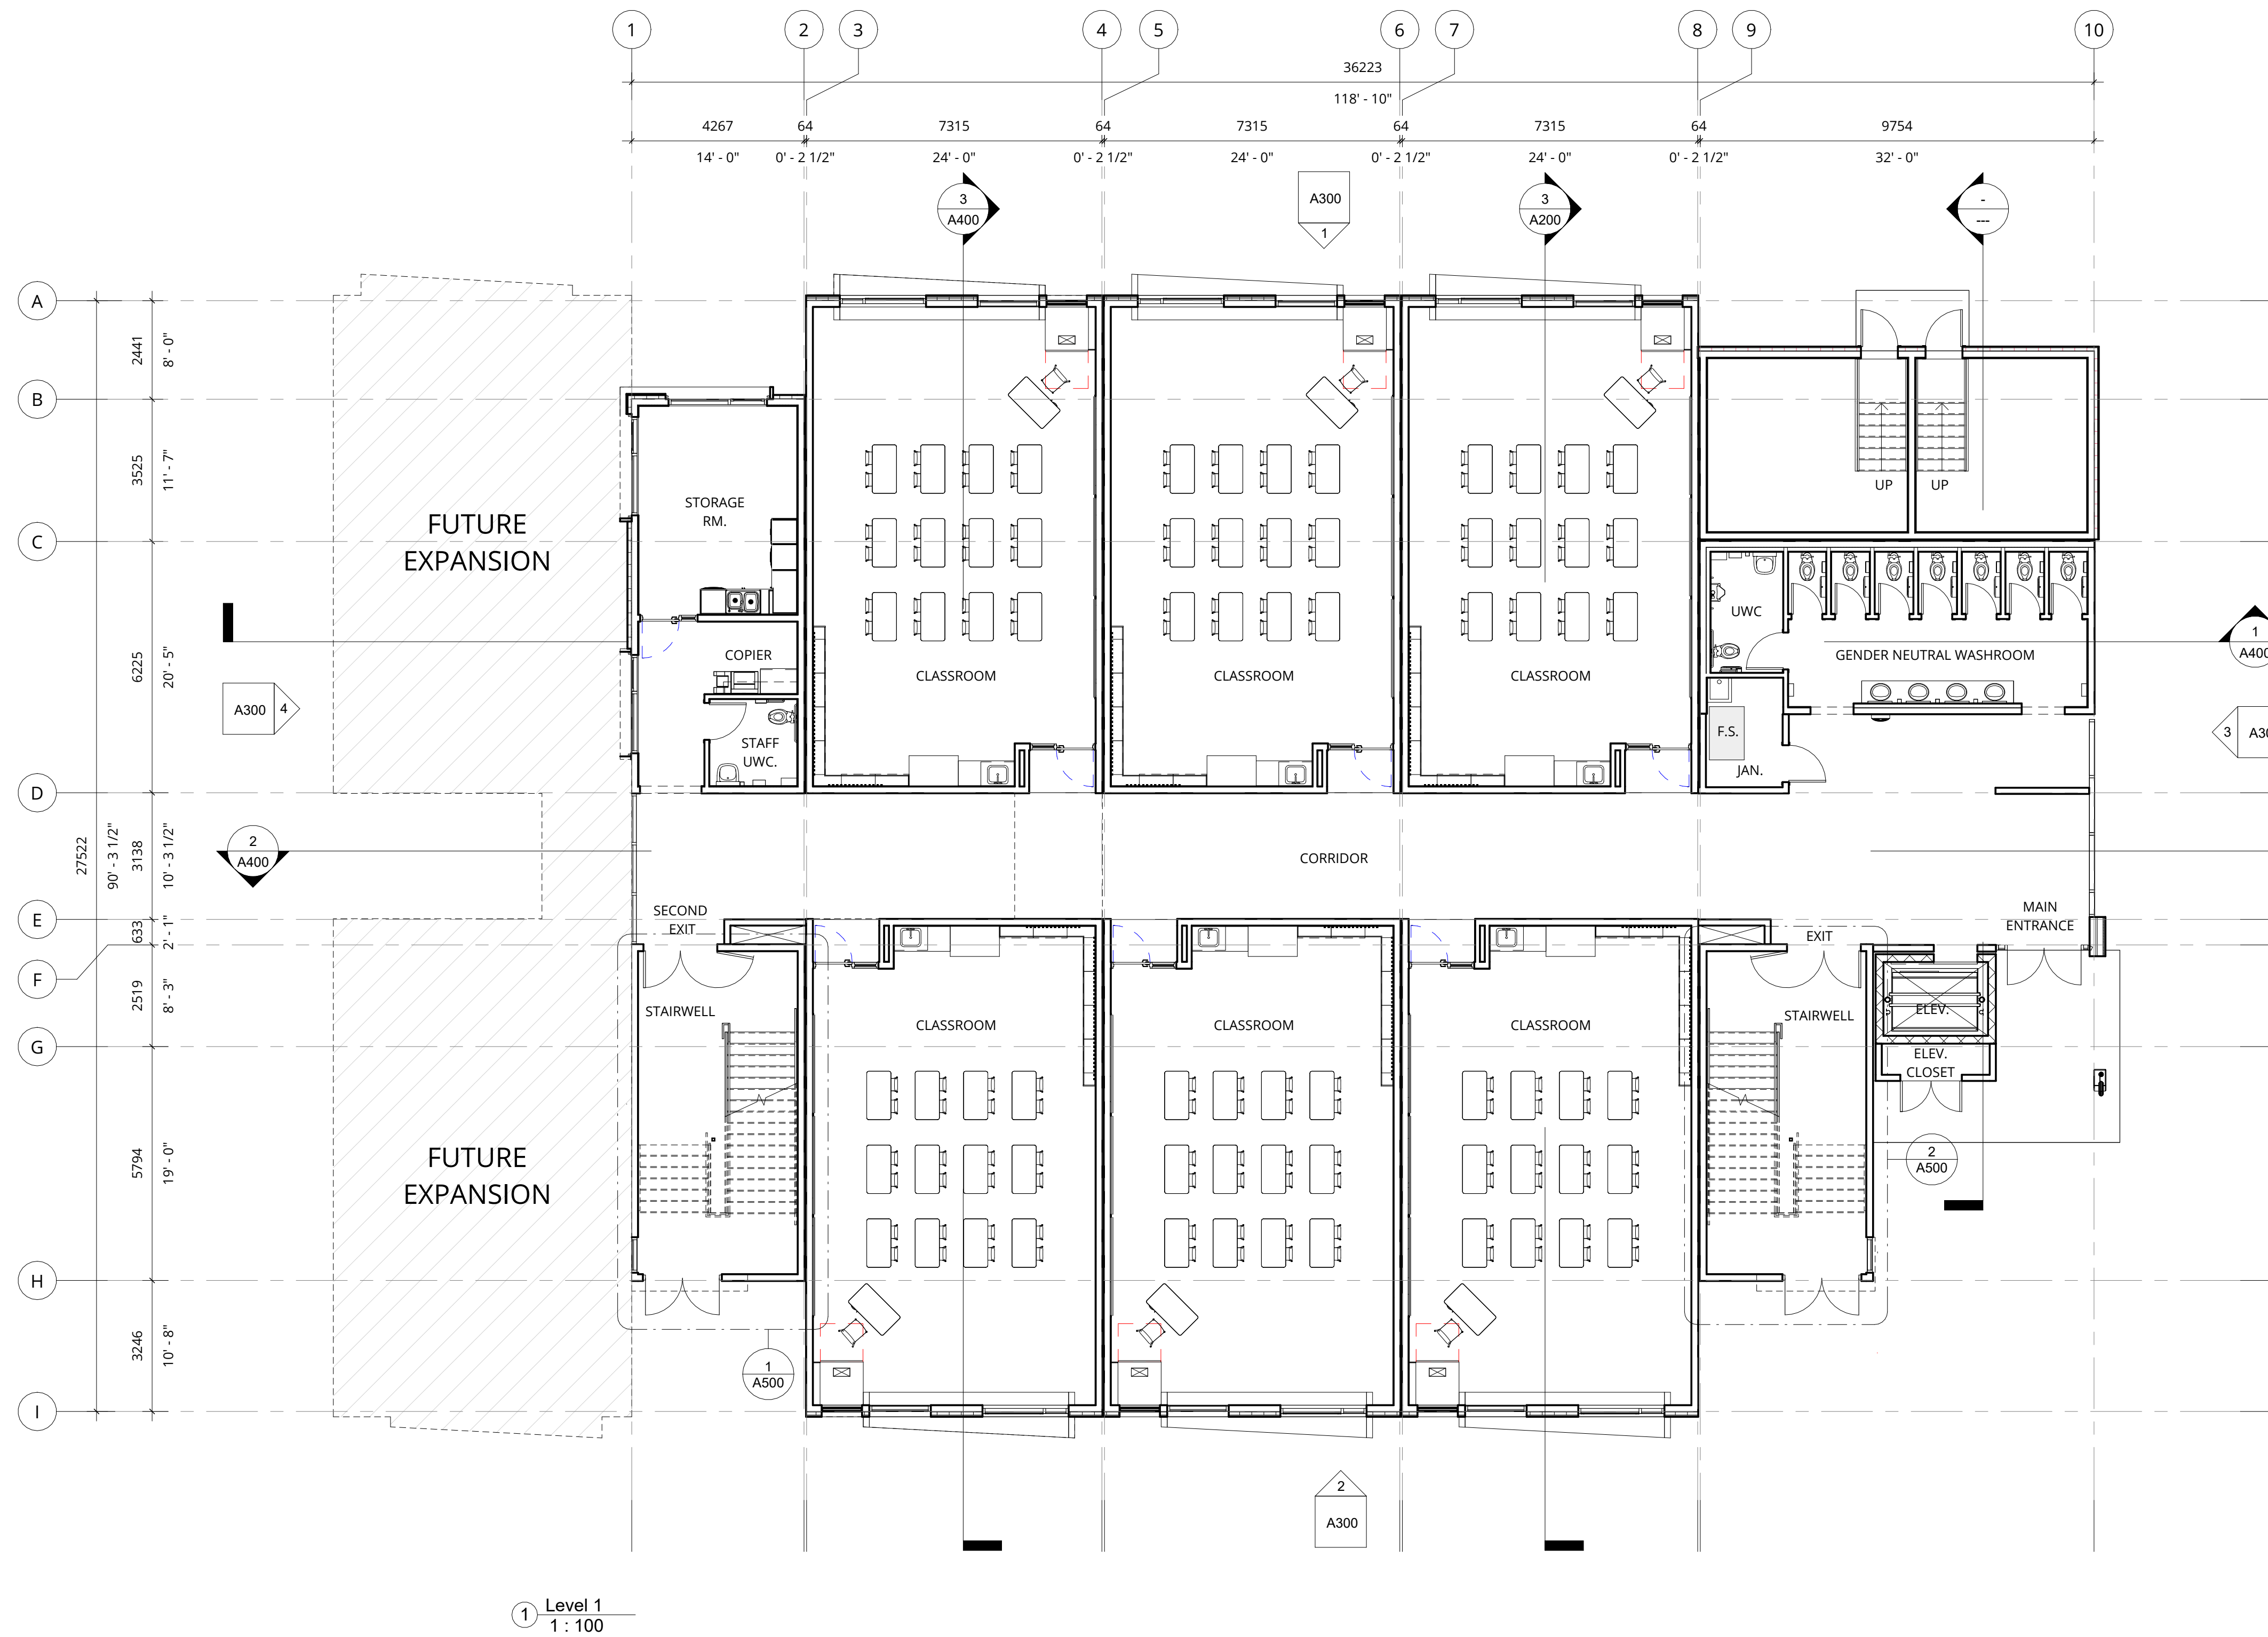 1 2 3 4 5 6 7 8 9 10
36223
118' - 10"
4267 64 7315 64 7315 64 7315 64 9754
14' - 0" 0' - 2 1/2" 24' - 0" 0' - 2 1/2" 24' - 0" 0' - 2 1/2" 24' - 0" 0' - 2 1/2" 32' - 0"
3
A400
A300
1
3
A200
-
---
A
B
C
D
E
F
G
H
I
27522
90' - 3 1/2"
2441
8' - 0"
3525
11' - 7"
6225
20' - 5"
3138
10' - 3 1/2"
633
2' - 1"
2519
8' - 3"
5794
19' - 0"
3246
10' - 8"
FUTURE
EXPANSION
STORAGE
RM.
UP UP
UWC
GENDER NEUTRAL WASHROOM
1
A400
COPIER
CLASSROOM CLASSROOM CLASSROOM
A300 4
STAFF
UWC.
F.S.
JAN.
3
2
A400
CORRIDOR
SECOND
EXIT
EXIT
MAIN
ENTRANCE
STAIRWELL
CLASSROOM CLASSROOM CLASSROOM
STAIRWELL
ELEV.
ELEV.
CLOSET
FUTURE
EXPANSION
2
A500
1
A500
2
A300
1 Level 1
1 : 100